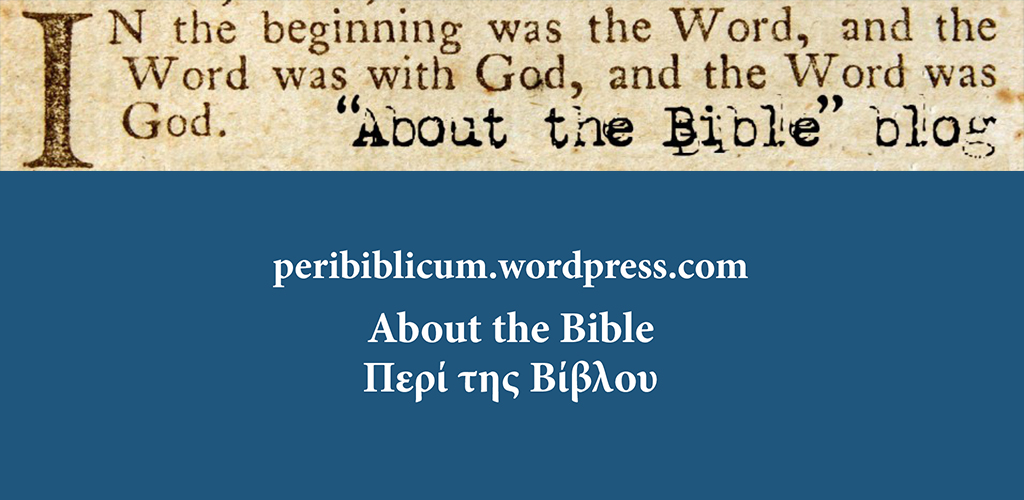 IN the beginning was the Word, and the
Word was with God, and the Word was
God.
“About the Bible” blog
peribiblicum.wordpress.com
About the Bible
Περί της Βίβλου